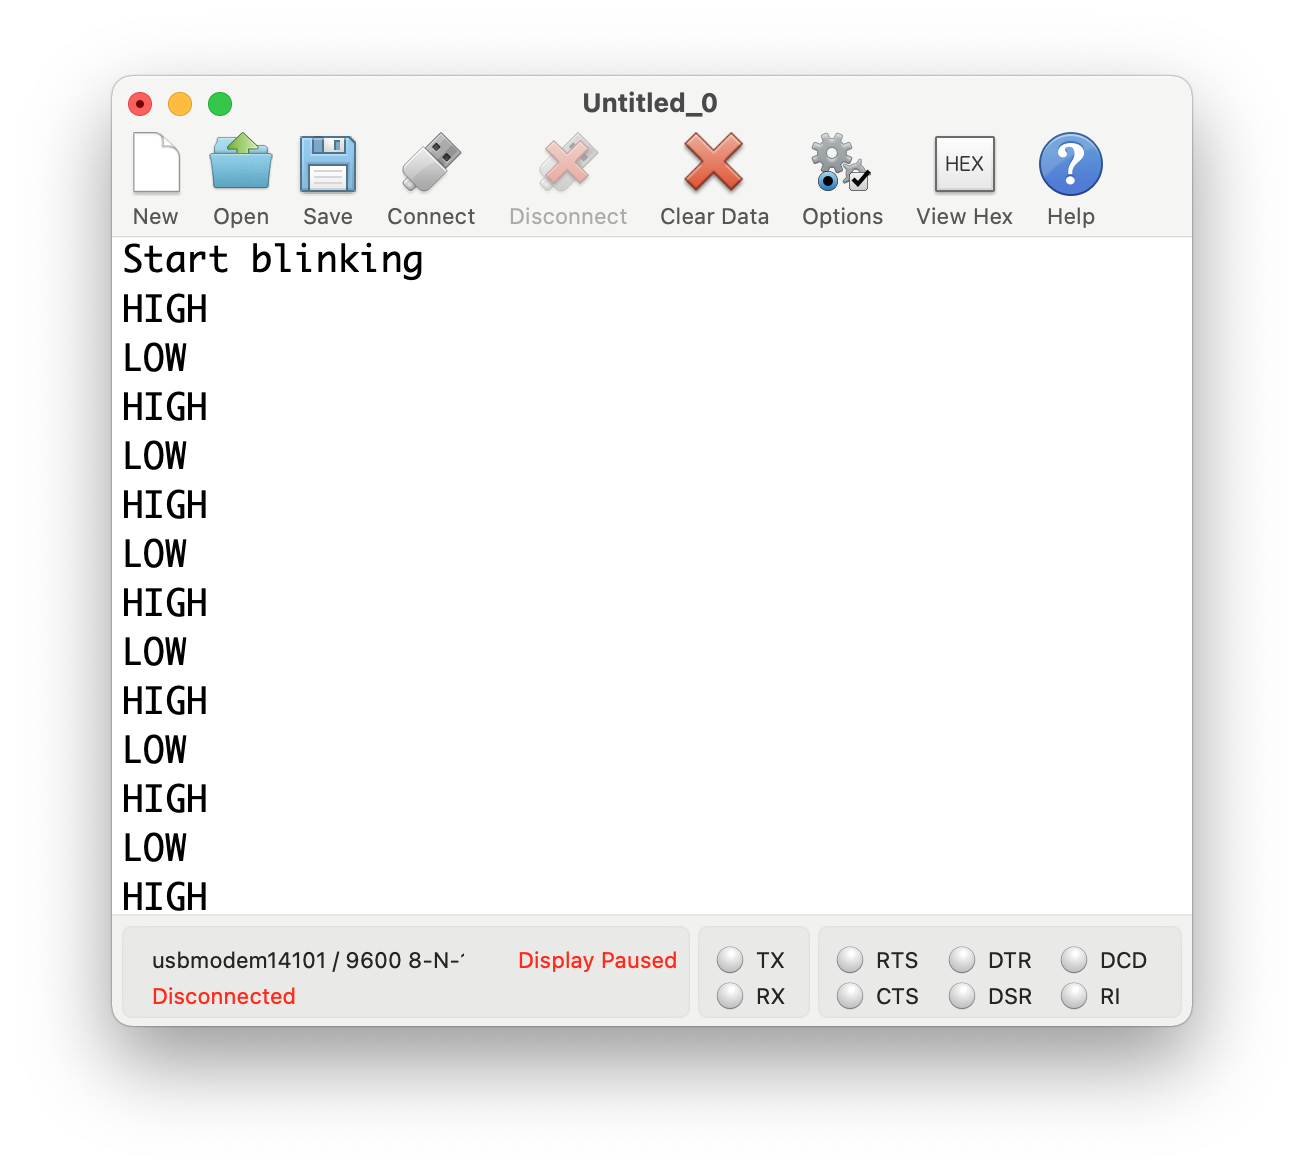 Untitled_0
New Open Save Connect Disconnect Clear Data Options HEX View Hex Help
Start blinking
HIGH
LOW
HIGH
LOW
HIGH
LOW
HIGH
LOW
HIGH
LOW
HIGH
LOW
HIGH
usbmodem14101 / 9600 8-N- Display Paused
Disconnected
TX
RX
RTS DTR DCD
CTS DSR RI